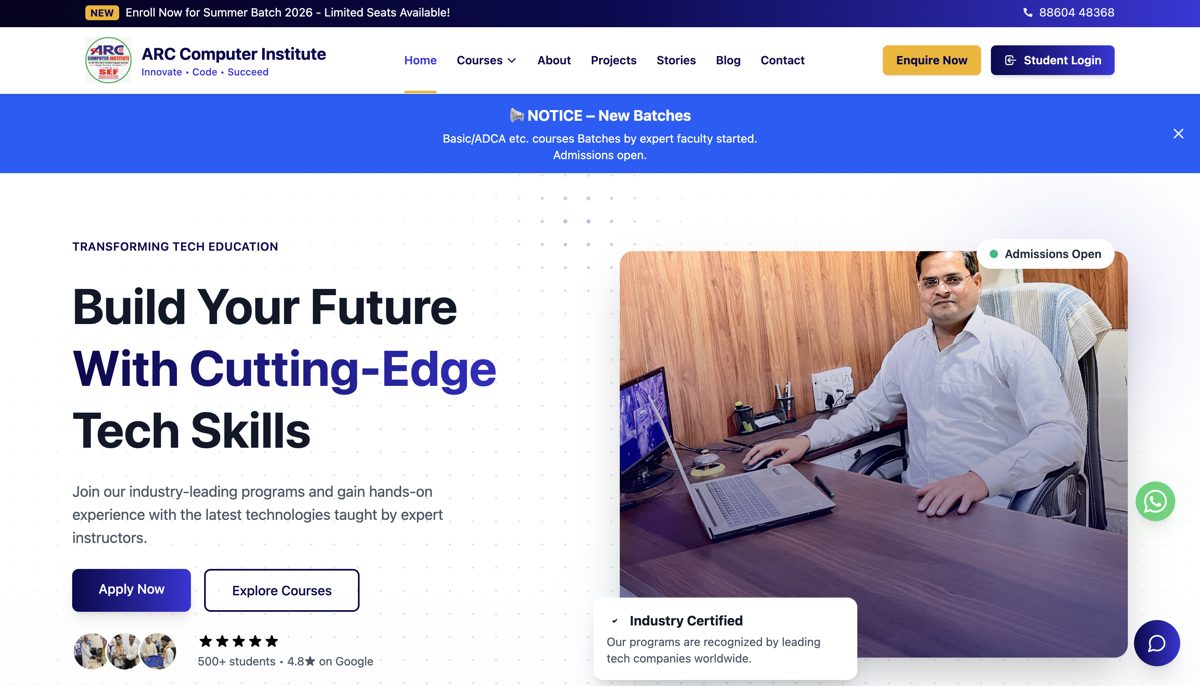 NEW Enroll Now for Summer Batch 2026 - Limited Seats Available!
88604 48368
ARC
COMPUTER INSTITUTE
SEF
ARC Computer Institute
Innovate • Code • Succeed
Home Courses About Projects Stories Blog Contact
Enquire Now
Student Login
NOTICE – New Batches
Basic/ADCA etc. courses Batches by expert faculty started.
Admissions open.
TRANSFORMING TECH EDUCATION
Build Your Future
With Cutting-Edge
Tech Skills
Join our industry-leading programs and gain hands-on
experience with the latest technologies taught by expert
instructors.
Apply Now
Explore Courses
500+ students • 4.8★ on Google
Admissions Open
Industry Certified
Our programs are recognized by leading
tech companies worldwide.